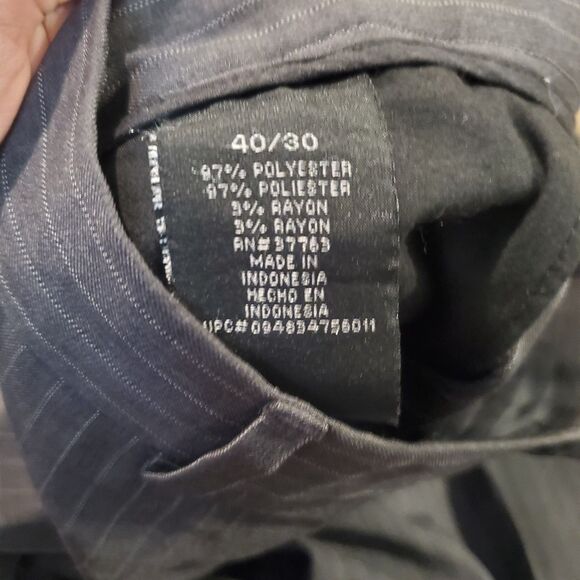 40/30
97% POLYESTER
97% POLIESTER
3% RAYON
3% RAYON
RN# 37763
MADE IN
INDONESIA
HECHO EN
INDONESIA
UPC# 094834756011